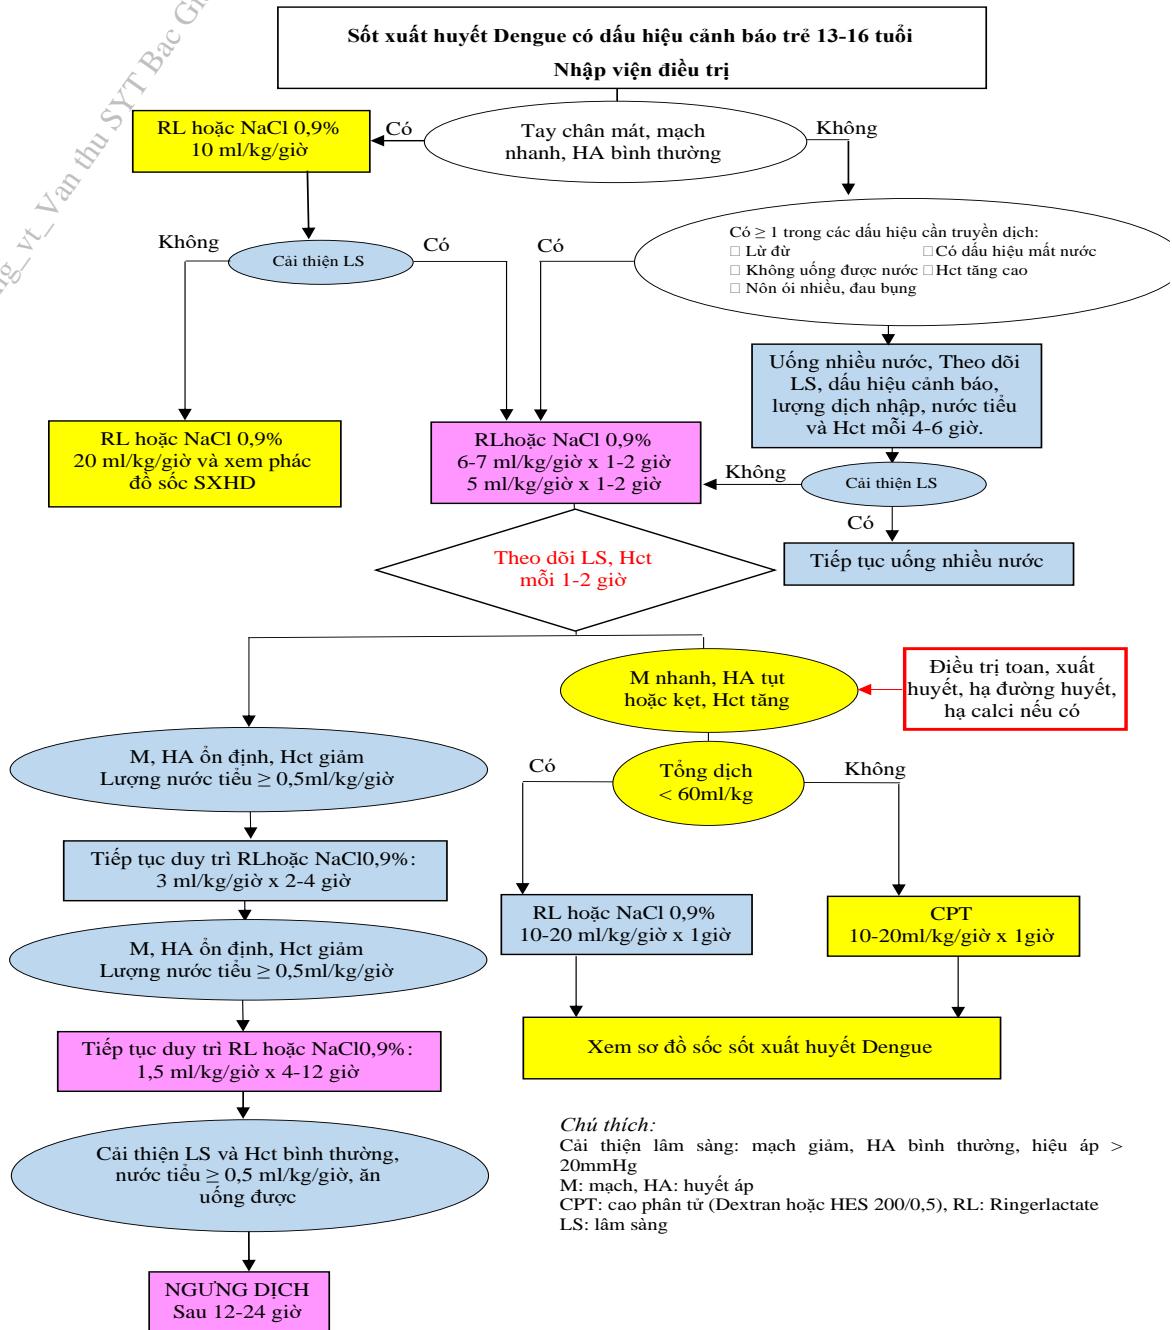 ng_vt_Van thu SYT Bac Gi
Sốt xuất huyết Dengue có dấu hiệu cảnh báo trẻ 13-16 tuổi
Nhập viện điều trị
RL hoặc NaCl 0,9%
10 ml/kg/giờ
Có
Tay chân mát, mạch
nhanh, HA bình thường
Không
Không
Cải thiện LS
Có
Có
Có ≥ 1 trong các dấu hiệu cần truyền dịch:
□ Lừ đừ □ Có dấu hiệu mất nước
□ Không uống được nước □ Hct tăng cao
□ Nôn ói nhiều, đau bụng
Uống nhiều nước, Theo dõi
LS, dấu hiệu cảnh báo,
lượng dịch nhập, nước tiểu
và Hct mỗi 4-6 giờ.
RL hoặc NaCl 0,9%
20 ml/kg/giờ và xem phác
đồ sốc SXHD
RLhoặc NaCl 0,9%
6-7 ml/kg/giờ x 1-2 giờ
5 ml/kg/giờ x 1-2 giờ
Không
Cải thiện LS
Có
Tiếp tục uống nhiều nước
Theo dõi LS, Hct
mỗi 1-2 giờ
M nhanh, HA tụt
hoặc kẹt, Hct tăng
Điều trị toan, xuất
huyết, hạ đường huyết,
hạ calci nếu có
M, HA ổn định, Hct giảm
Lượng nước tiểu ≥ 0,5ml/kg/giờ
Có
Tổng dịch
< 60ml/kg
Không
Tiếp tục duy trì RLhoặc NaCl0,9%:
3 ml/kg/giờ x 2-4 giờ
RL hoặc NaCl 0,9%
10-20 ml/kg/giờ x 1giờ
CPT
10-20ml/kg/giờ x 1giờ
M, HA ổn định, Hct giảm
Lượng nước tiểu ≥ 0,5ml/kg/giờ
Tiếp tục duy trì RL hoặc NaCl0,9%:
1,5 ml/kg/giờ x 4-12 giờ
Xem sơ đồ sốc sốt xuất huyết Dengue
Cải thiện LS và Hct bình thường,
nước tiểu ≥ 0,5 ml/kg/giờ, ăn
uống được
NGƯNG DỊCH
Sau 12-24 giờ
Chú thích:
Cải thiện lâm sàng: mạch giảm, HA bình thường, hiệu áp >
20mmHg
M: mạch, HA: huyết áp
CPT: cao phân tử (Dextran hoặc HES 200/0,5), RL: Ringerlactate
LS: lâm sàng